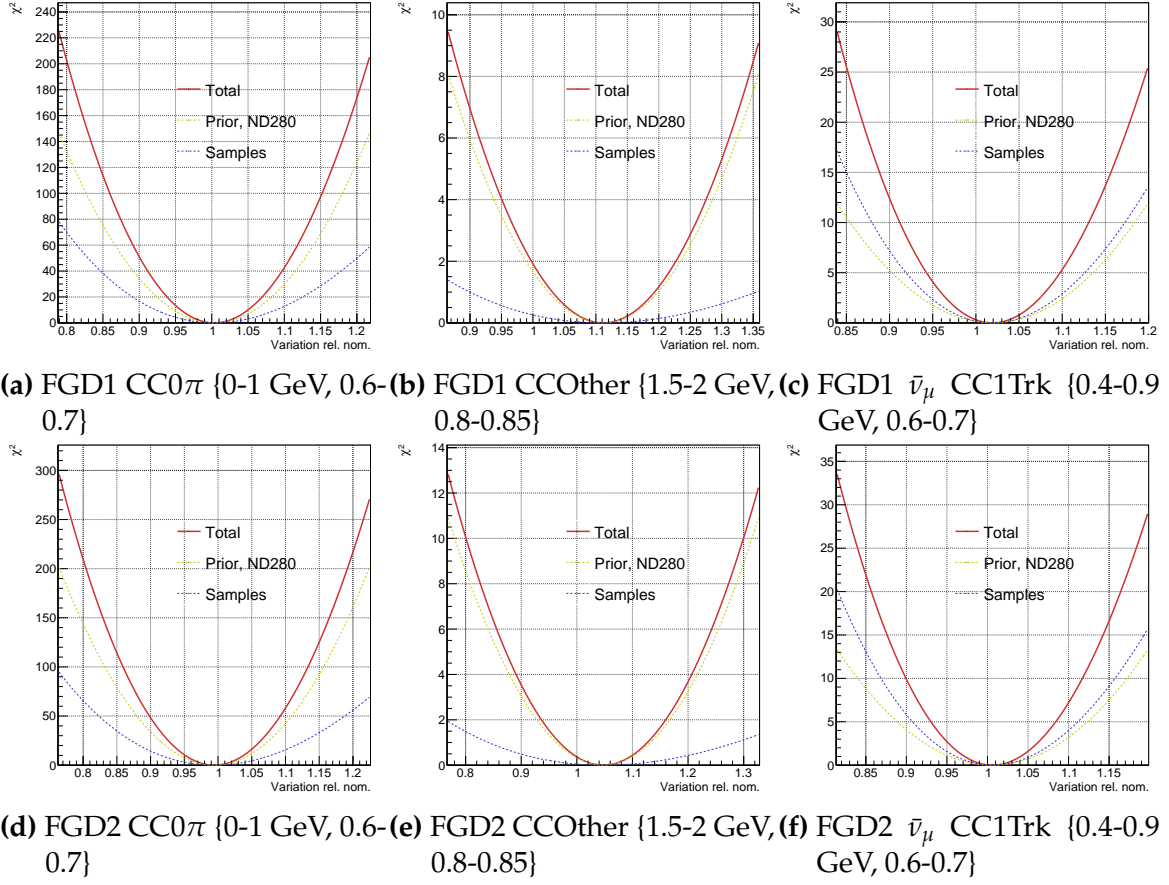 χ²
240
220
200
180
160
140
120
100
80
60
40
20
0
Total
Prior, ND280
Samples
0.8 0.85 0.9 0.95 1 1.05 1.1 1.15 1.2
Variation rel. nom.
χ²
10
8
6
4
2
0
Total
Prior, ND280
Samples
0.9 0.95 1 1.05 1.1 1.15 1.2 1.25 1.3 1.35
Variation rel. nom.
χ²
30
25
20
15
10
5
0
Total
Prior, ND280
Samples
0.85 0.9 0.95 1 1.05 1.1 1.15 1.2
Variation rel. nom.
(a) FGD1 CC0π {0-1 GeV, 0.6-
0.7}
(b) FGD1 CCOther {1.5-2 GeV,
0.8-0.85}
(c) FGD1 ν̄μ CC1Trk {0.4-0.9
GeV, 0.6-0.7}
χ²
300
250
200
150
100
50
0
Total
Prior, ND280
Samples
0.8 0.85 0.9 0.95 1 1.05 1.1 1.15 1.2
Variation rel. nom.
χ²
14
12
10
8
6
4
2
0
Total
Prior, ND280
Samples
0.8 0.9 1 1.1 1.2 1.3
Variation rel. nom.
χ²
35
30
25
20
15
10
5
0
Total
Prior, ND280
Samples
0.85 0.9 0.95 1 1.05 1.1 1.15
Variation rel. nom.
(d) FGD2 CC0π {0-1 GeV, 0.6-
0.7}
(e) FGD2 CCOther {1.5-2 GeV,
0.8-0.85}
(f) FGD2 ν̄μ CC1Trk {0.4-0.9
GeV, 0.6-0.7}